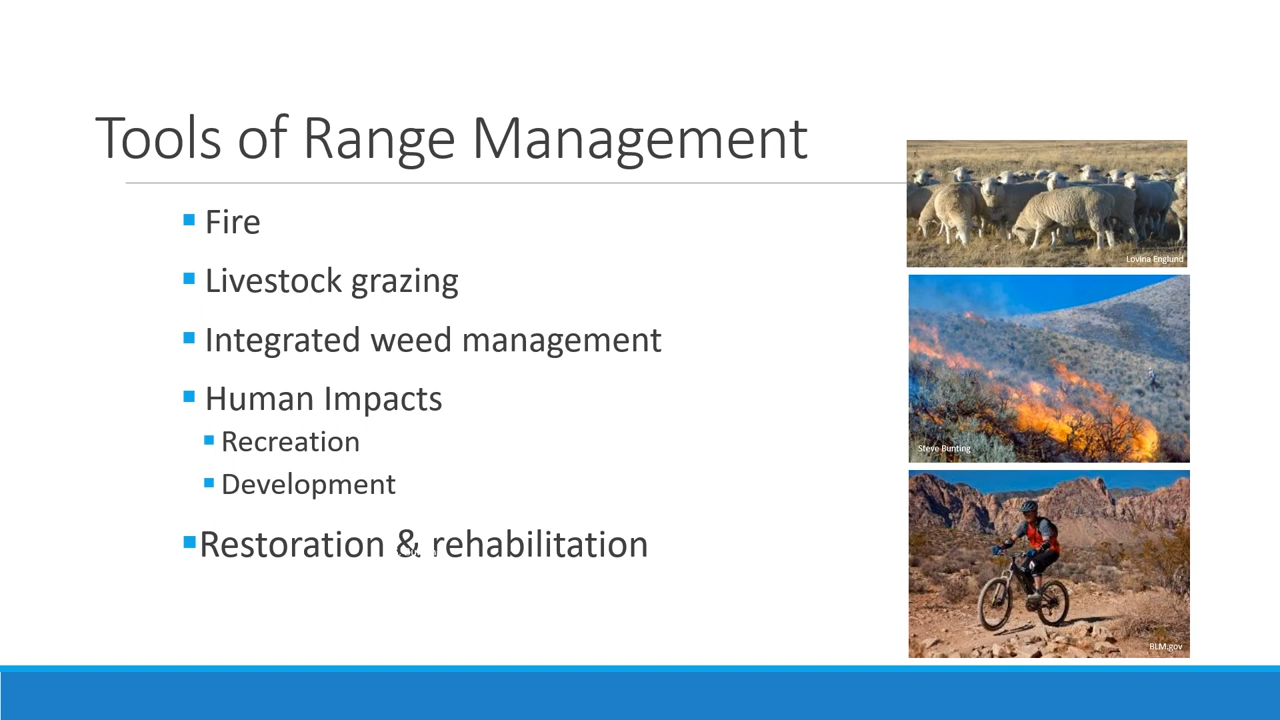 Tools of Range Management
Fire
Livestock grazing
Integrated weed management
Human Impacts
Recreation
Development
Restoration & rehabilitation
Lovina Englund
Steve Bunting
BLM.gov